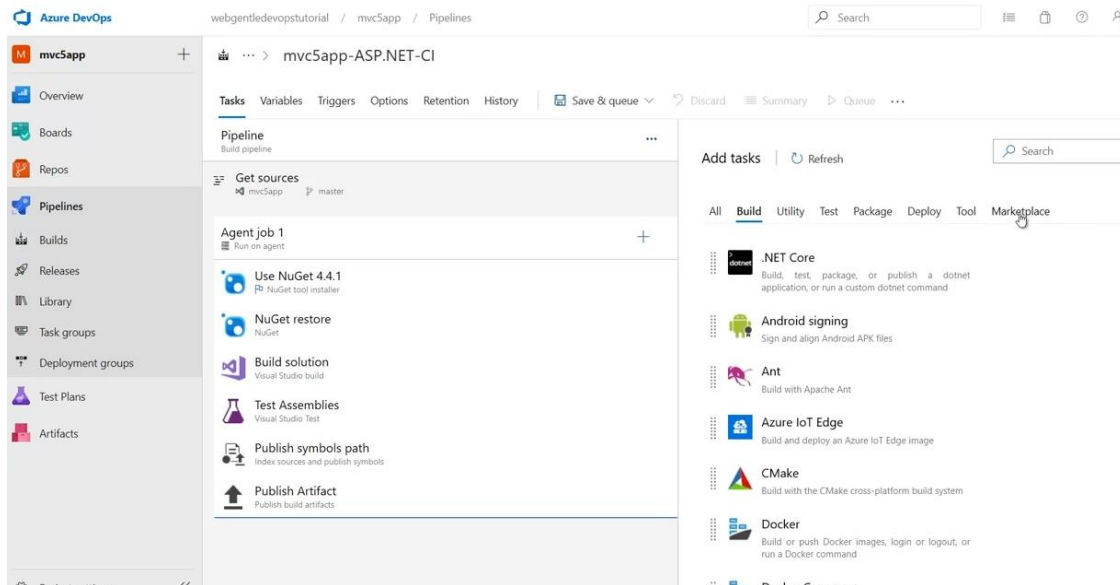 Azure DevOps
webgentledevopstutorial / mvc5app / Pipelines
Search
M mvc5app
mvc5app-ASP.NET-CI
Overview
Boards
Repos
Pipelines
Builds
Releases
Library
Task groups
Deployment groups
Test Plans
Artifacts
Tasks Variables Triggers Options Retention History Save & queue Discard Summary Queue
Pipeline
Build pipeline
Get sources
mvc5app master
Agent job 1
Run on agent
Use NuGet 4.4.1
NuGet tool installer
NuGet restore
NuGet
Build solution
Visual Studio build
Test Assemblies
Visual Studio Test
Publish symbols path
Index sources and publish symbols
Publish Artifact
Publish build artifacts
Add tasks Refresh
Search
All Build Utility Test Package Deploy Tool Marketplace
dotnet
.NET Core
Build, test, package, or publish a dotnet
application, or run a custom dotnet command
Android signing
Sign and align Android APK files
Ant
Build with Apache Ant
Azure IoT Edge
Build and deploy an Azure IoT Edge image
CMake
Build with the CMake cross-platform build system
Docker
Build or push Docker images, login or logout, or
run a Docker command